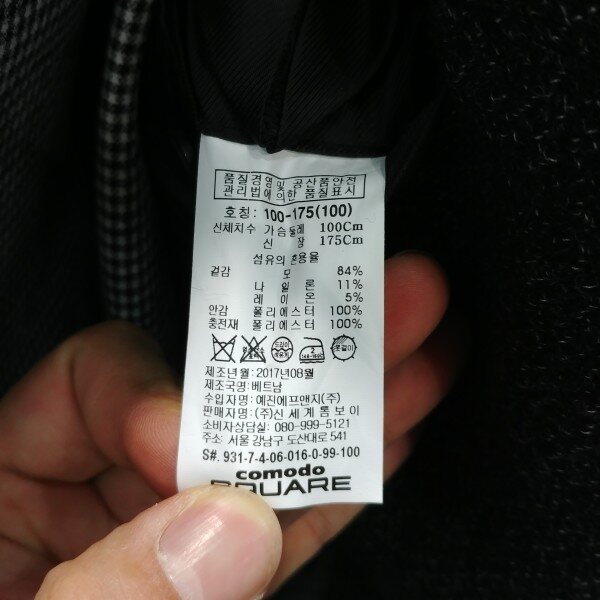 품질경영및 공산품안전
관리법에의한 품질표시
호칭: 100-175(100)
신체치수 가슴둘레 100Cm
신 장 175Cm
섬유의 혼용율
겉감 모 84%
나 일 론 11%
레 이 온 5%
안감 폴리에스터 100%
충전재 폴리에스터 100%
드라이
옷걸이
제조년월: 2017년08월
제조국명: 베트남
수입자명: 예진에프앤지(주)
판매자명: (주)신세계톰보이
소비자상담실: 080-999-5121
주소: 서울 강남구 도산대로 541
S#. 931-7-4-06-016-0-99-100
comodo
SQUARE